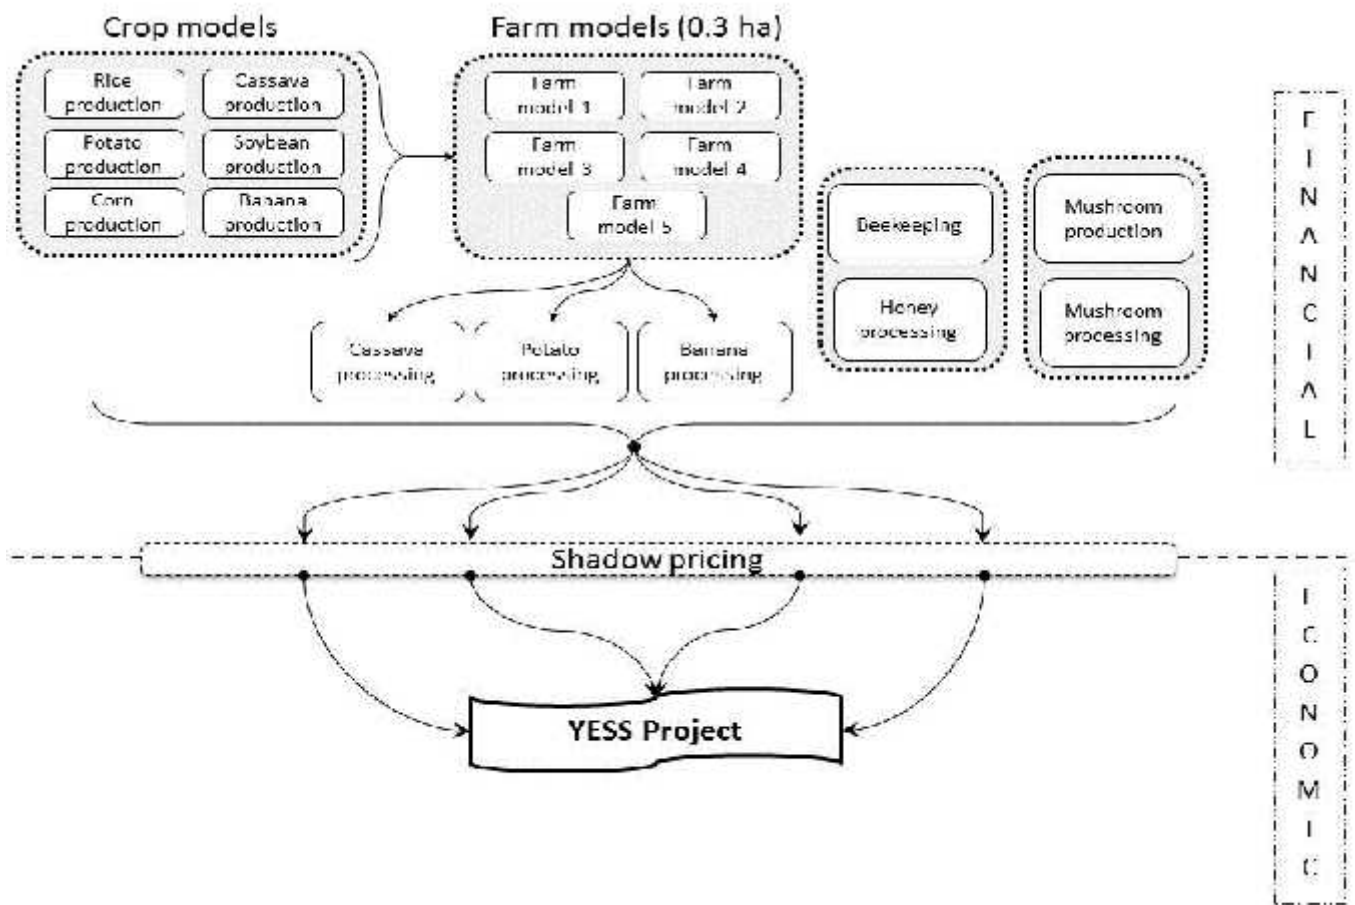 Crop models
Farm models (0.3 ha)
Rice
production
Cassava
production
Potato
production
Soybean
production
Corn
production
Banana
production
Farm
model 1
Farm
model 2
Farm
model 3
Farm
model 4
Farm
model 5
Beekeeping
Honey
processing
Mushroom
production
Mushroom
processing
Cassava
processing
Potato
processing
Banana
processing
F
I
N
A
N
C
I
A
L
Shadow pricing
YESS Project
E
C
O
N
O
M
I
C